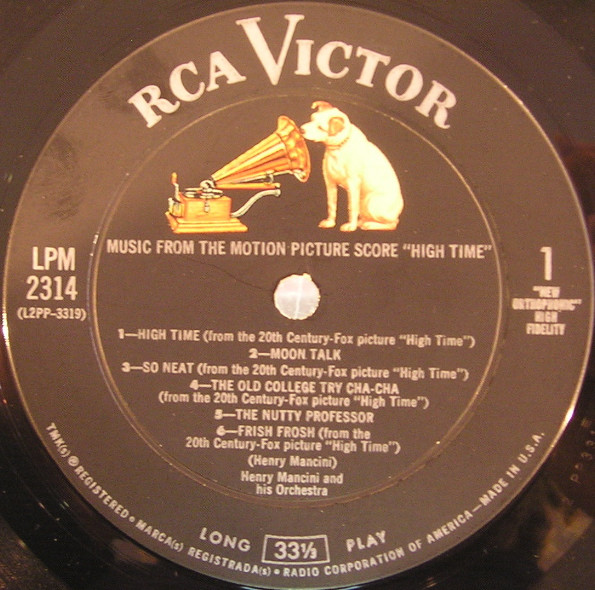 RCA VICTOR
MUSIC FROM THE MOTION PICTURE SCORE "HIGH TIME"
LPM
2314
(L2PP-3319)
1
"NEW
ORTHOPHONIC"
HIGH
FIDELITY
1—HIGH TIME (from the 20th Century-Fox picture "High Time")
2—MOON TALK
3—SO NEAT (from the 20th Century-Fox picture "High Time")
4—THE OLD COLLEGE TRY CHA-CHA
(from the 20th Century-Fox picture "High Time")
5—THE NUTTY PROFESSOR
6—FRISH FROSH (from the
20th Century-Fox picture "High Time")
(Henry Mancini)
Henry Mancini and
his Orchestra
LONG 33⅓ PLAY
TMK(s) ® REGISTERED • MARCA(s) REGISTRADA(s) • RADIO CORPORATION OF AMERICA—MADE IN U.S.A.